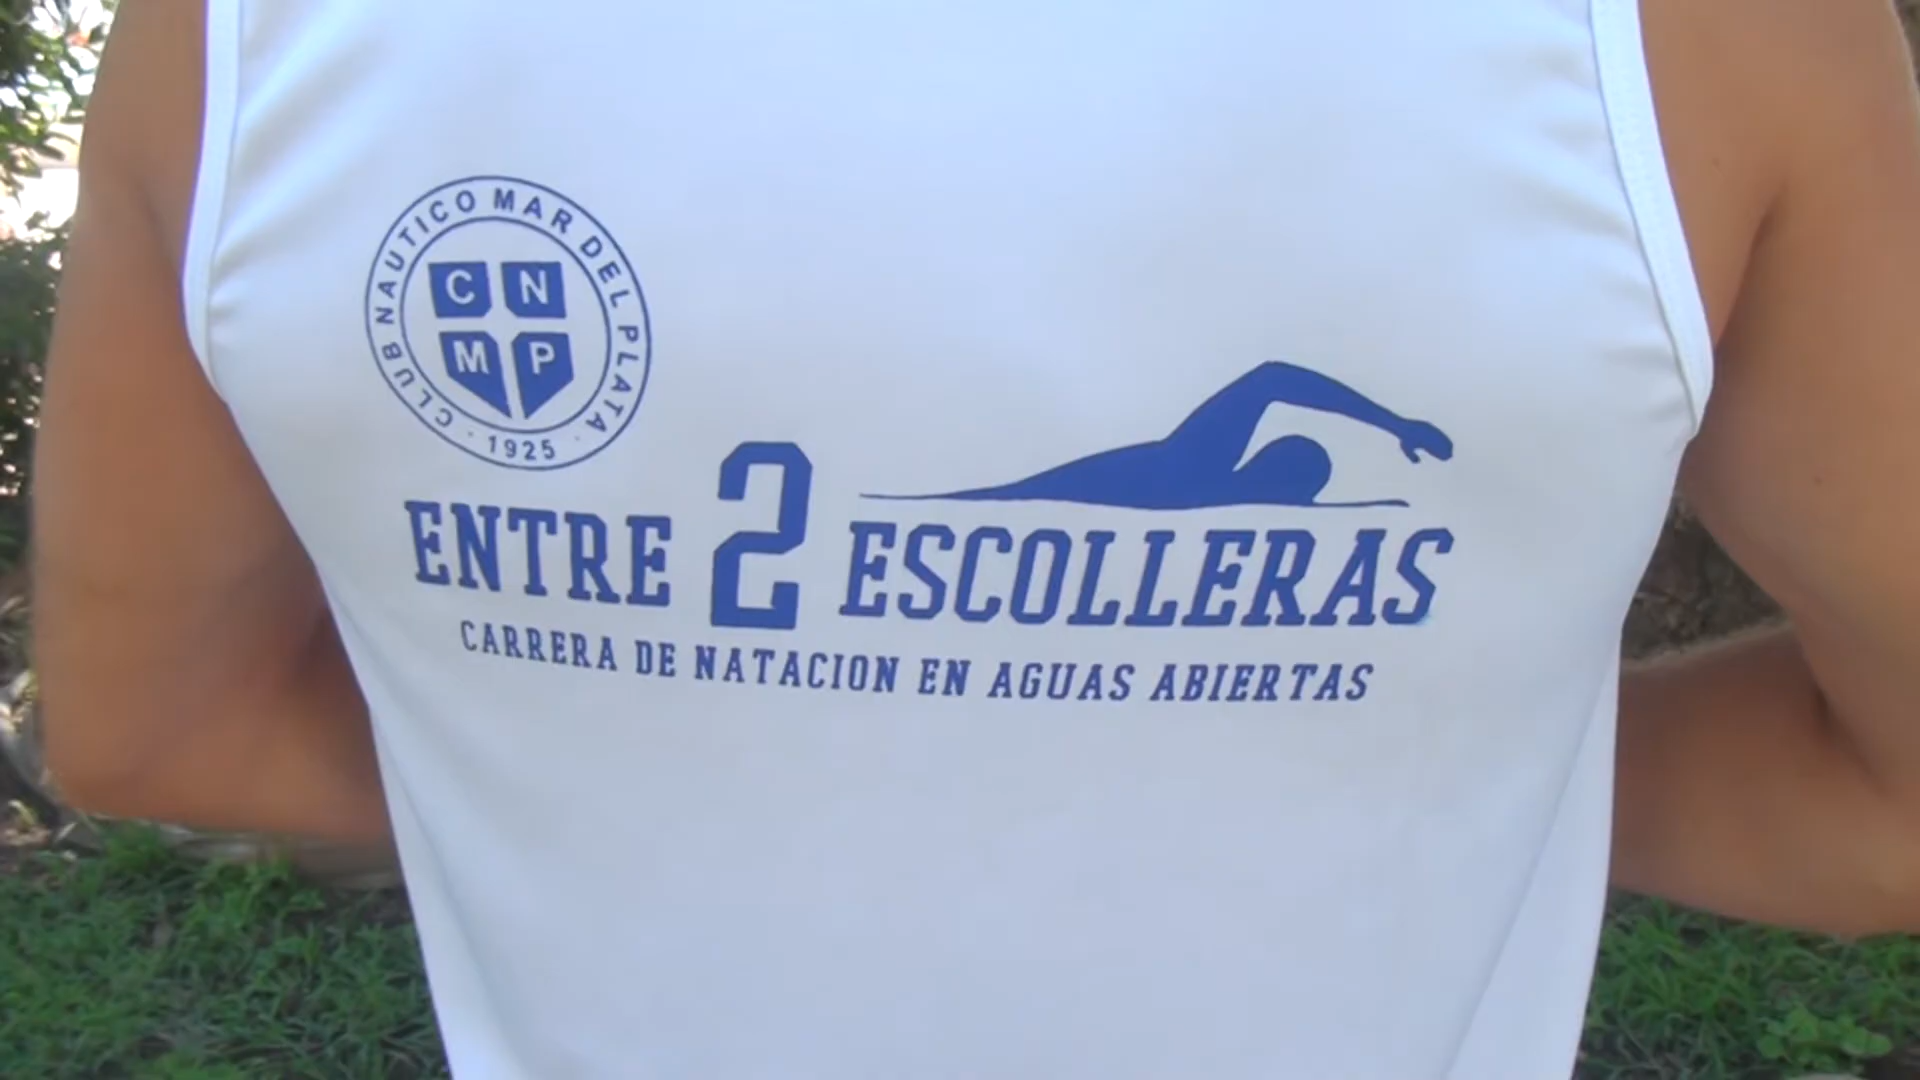 CLUB NAUTICO MAR DEL PLATA
C N
M P
· 1925 ·
ENTRE 2 ESCOLLERAS
CARRERA DE NATACION EN AGUAS ABIERTAS